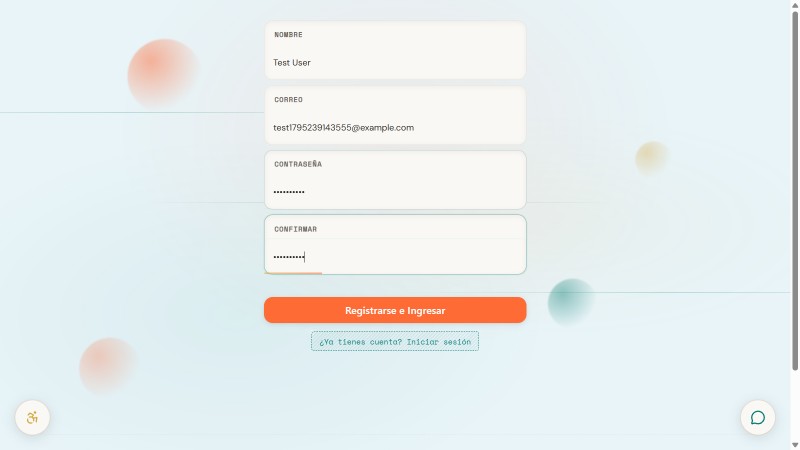 NOMBRE
Test User
CORREO
test1795239143555@example.com
CONTRASEÑA
••••••••••
CONFIRMAR
••••••••••
Registrarse e Ingresar
¿Ya tienes cuenta? Iniciar sesión